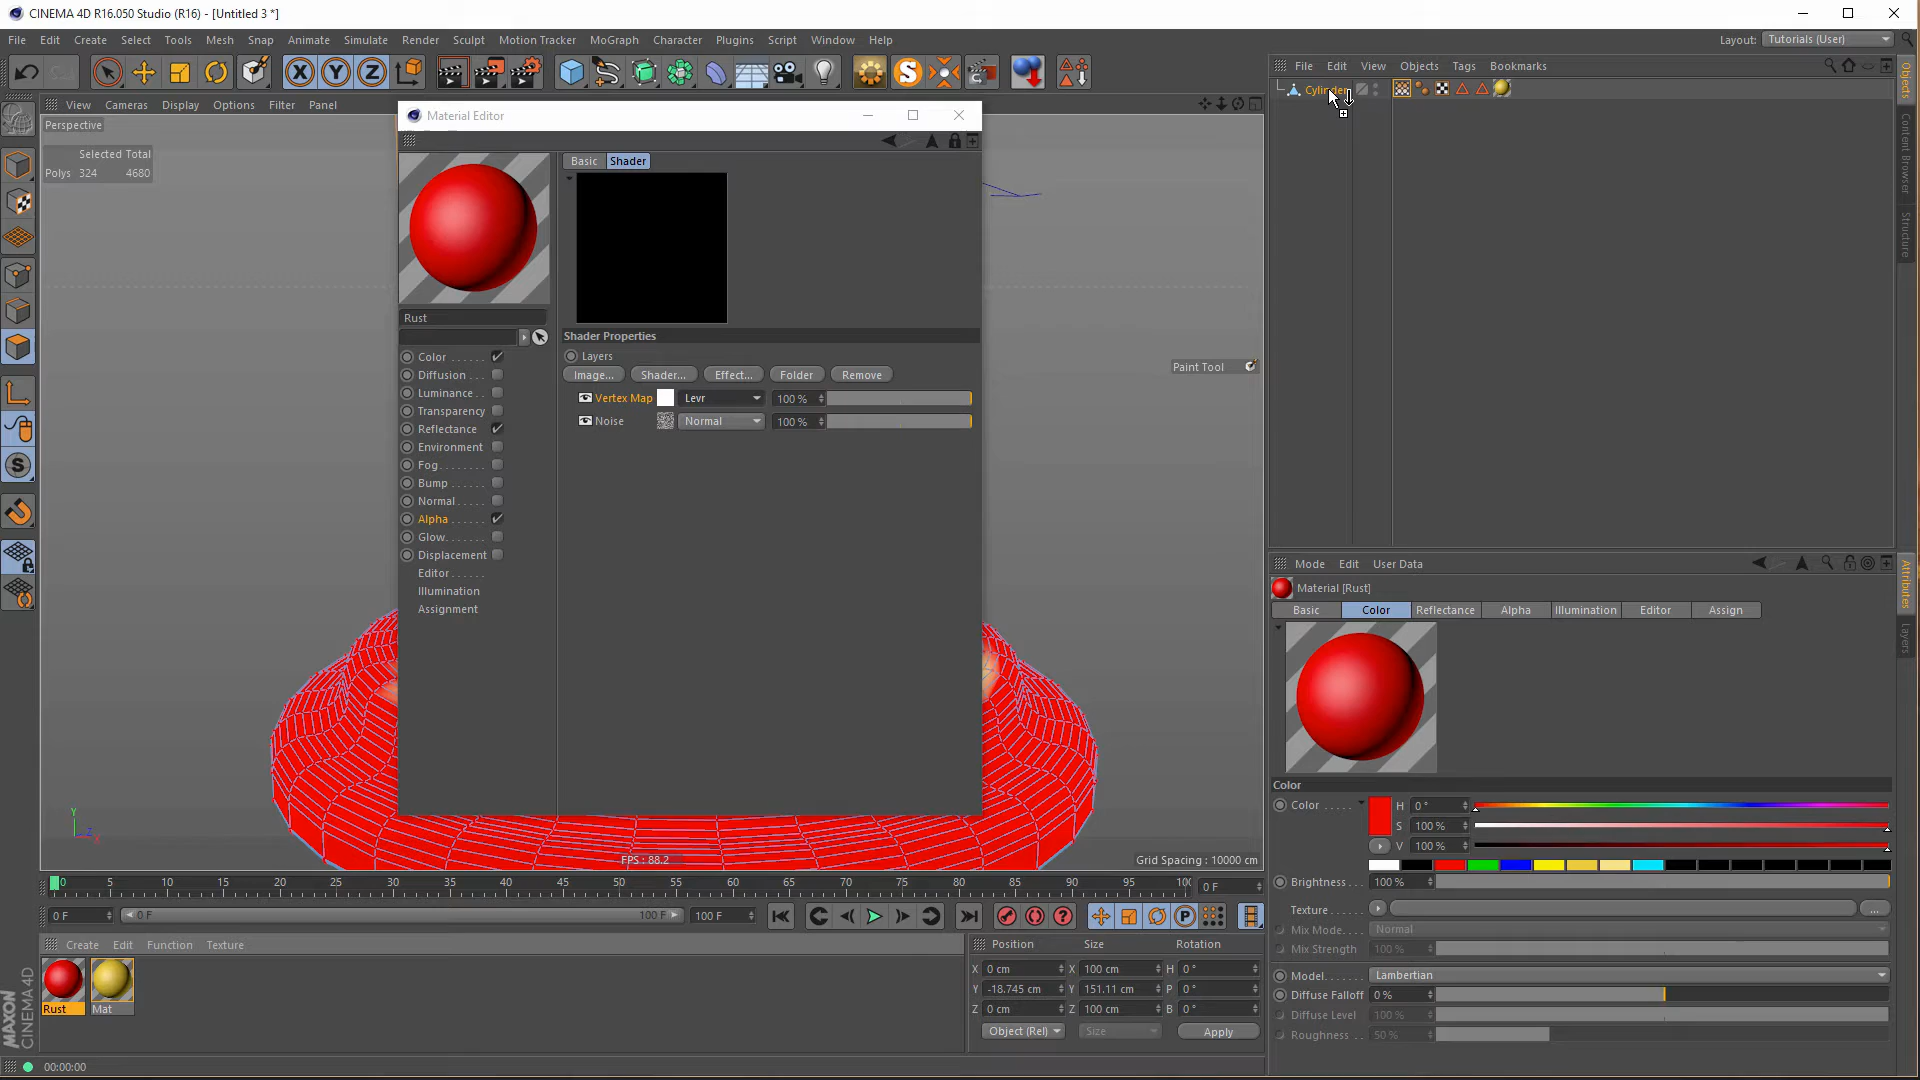 CINEMA 4D R16.050 Studio (R16) - [Untitled 3 *]
File Edit Create Select Tools Mesh Snap Animate Simulate Render Sculpt Motion Tracker MoGraph Character Plugins Script Window Help
Layout: Tutorials (User)
View Cameras Display Options Filter Panel
Perspective
Selected Total
Polys 324 4680
Paint Tool
FPS : 88.2
Grid Spacing : 10000 cm
Material Editor
Basic Shader
Rust
Color
Diffusion
Luminance
Transparency
Reflectance
Environment
Fog
Bump
Normal
Alpha
Glow
Displacement
Editor
Illumination
Assignment
Shader Properties
Layers
Image... Shader... Effect... Folder Remove
Vertex Map Levr 100 %
Noise Normal 100 %
File Edit View Objects Tags Bookmarks
Cylinder
Objects
Content Browser
Structure
Mode Edit User Data
Material [Rust]
Basic Color Reflectance Alpha Illumination Editor Assign
Attributes
Layers
Color
Color H 0 °
S 100 %
V 100 %
Brightness 100 %
Texture ...
Mix Mode Normal
Mix Strength 100 %
Model Lambertian
Diffuse Falloff 0 %
Diffuse Level 100 %
Roughness 50 %
0 5 10 15 20 25 30 35 40 45 50 55 60 65 70 75 80 85 90 95 100 0 F
0 F 0 F 100 F 100 F
Create Edit Function Texture
Rust Mat
Position Size Rotation
X 0 cm X 100 cm H 0 °
Y -18.745 cm Y 151.11 cm P 0 °
Z 0 cm Z 100 cm B 0 °
Object (Rel) Size Apply
MAXON
CINEMA 4D
00:00:00